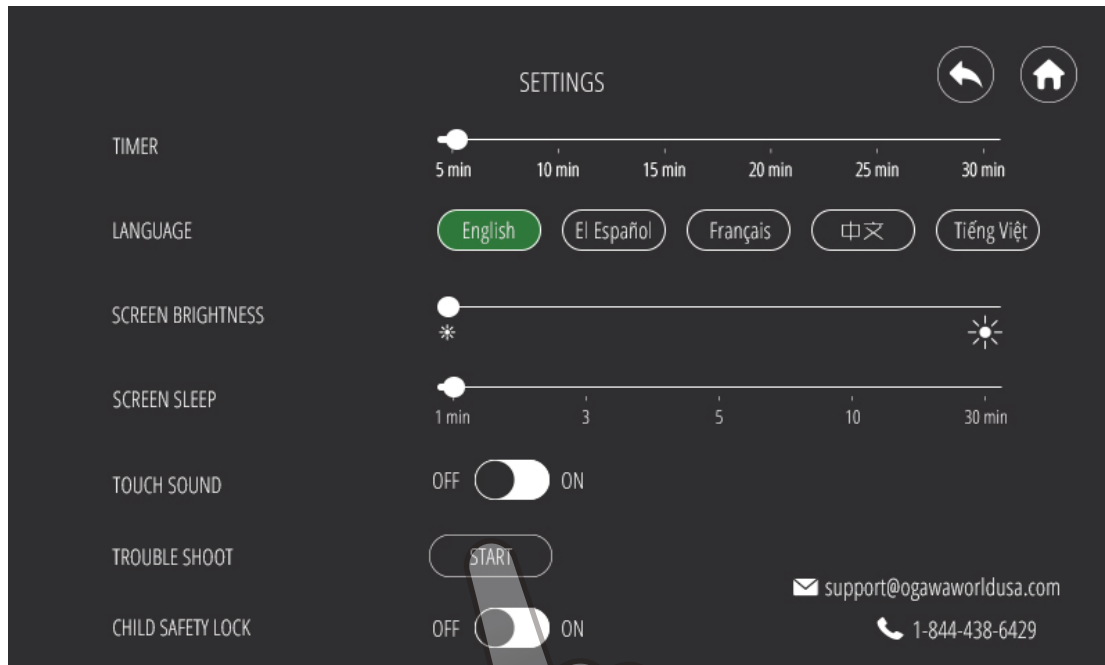 SETTINGS
TIMER
5 min 10 min 15 min 20 min 25 min 30 min
LANGUAGE English El Español Français 中文 Tiếng Việt
SCREEN BRIGHTNESS
SCREEN SLEEP
1 min 3 5 10 30 min
TOUCH SOUND OFF ON
TROUBLE SHOOT START
support@ogawaworldusa.com
CHILD SAFETY LOCK OFF ON 1-844-438-6429